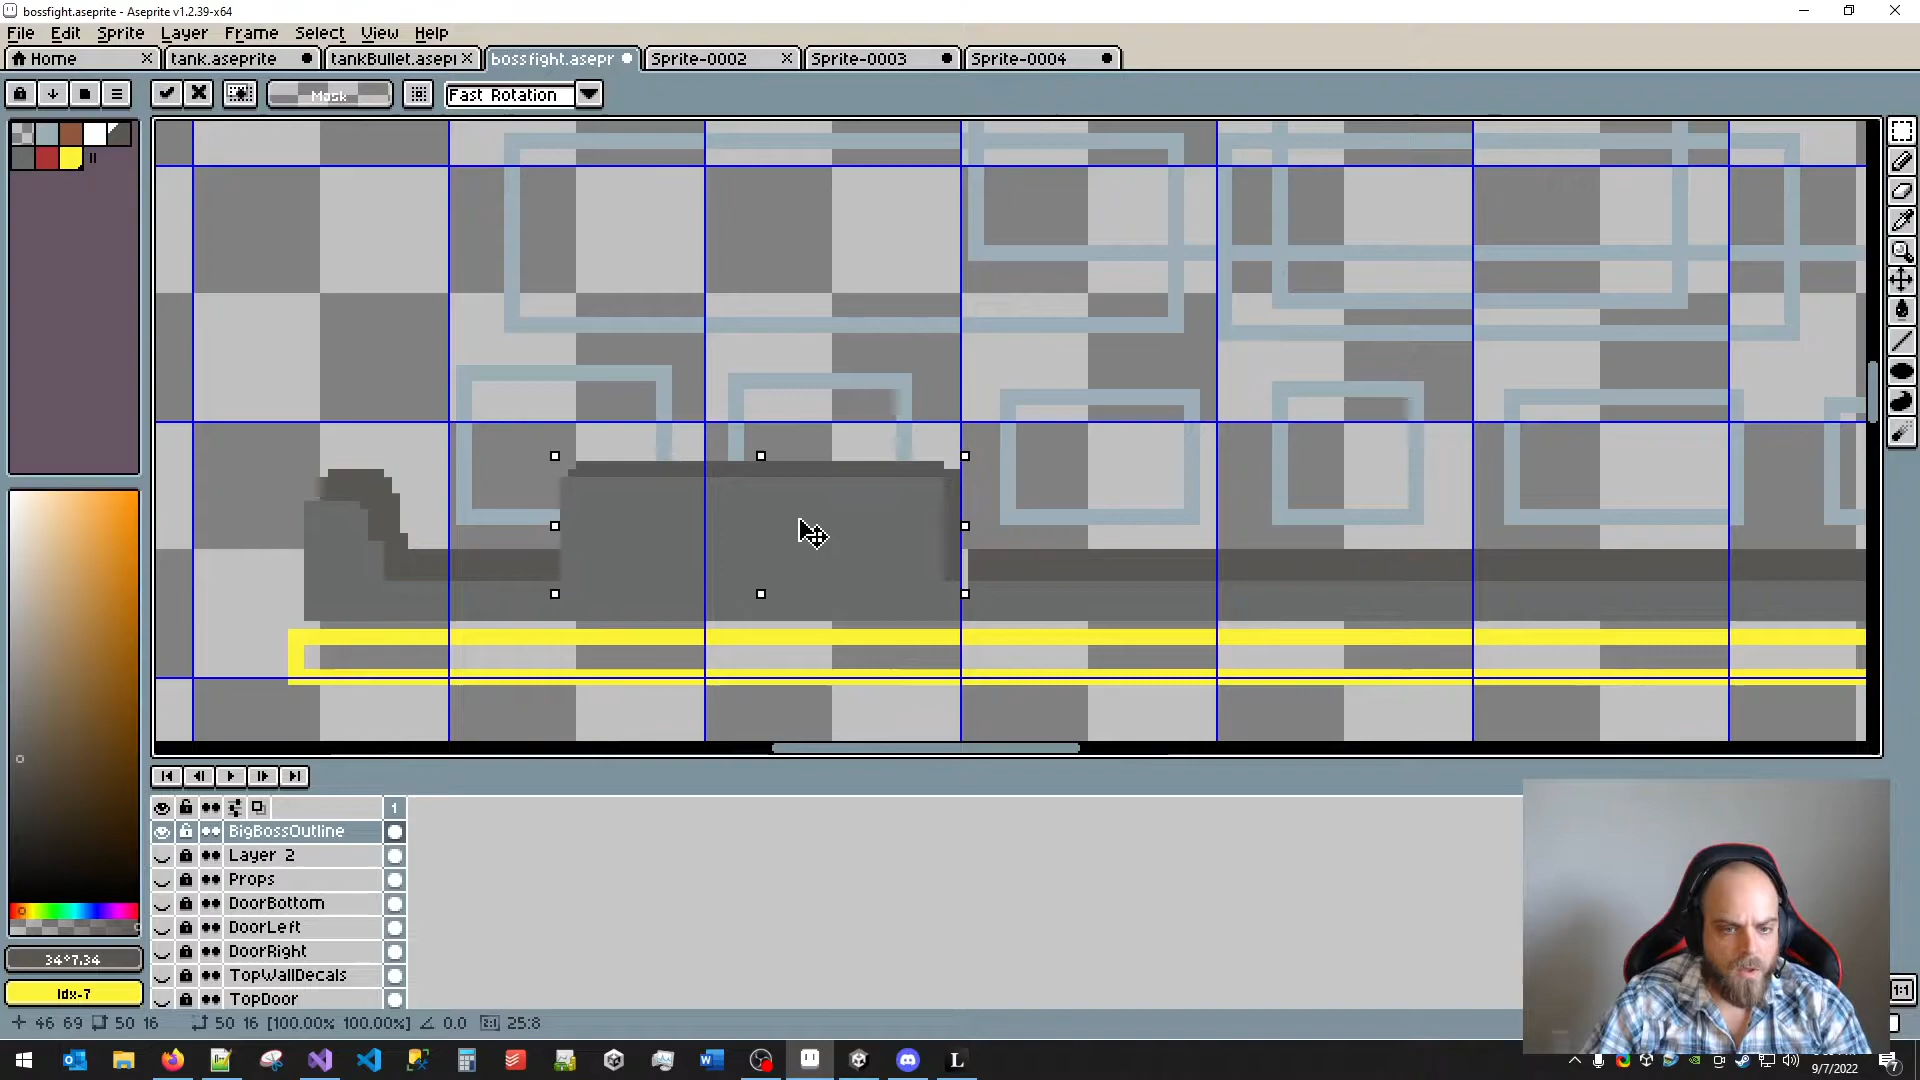 bossfight.aseprite - Aseprite v1.2.39-x64
File Edit Sprite Layer Frame Select View Help
Home tank.aseprite tankBullet.asepr bossfight.asepr Sprite-0002 Sprite-0003 Sprite-0004
Mask Fast Rotation
1
BigBossOutline
Layer 2
Props
DoorBottom
DoorLeft
DoorRight
TopWallDecals
TopDoor
34*7.34
Idx-7
1:1
46 69 50 16 50 16 [100.00% 100.00%] 0.0 25:8
9/7/2022